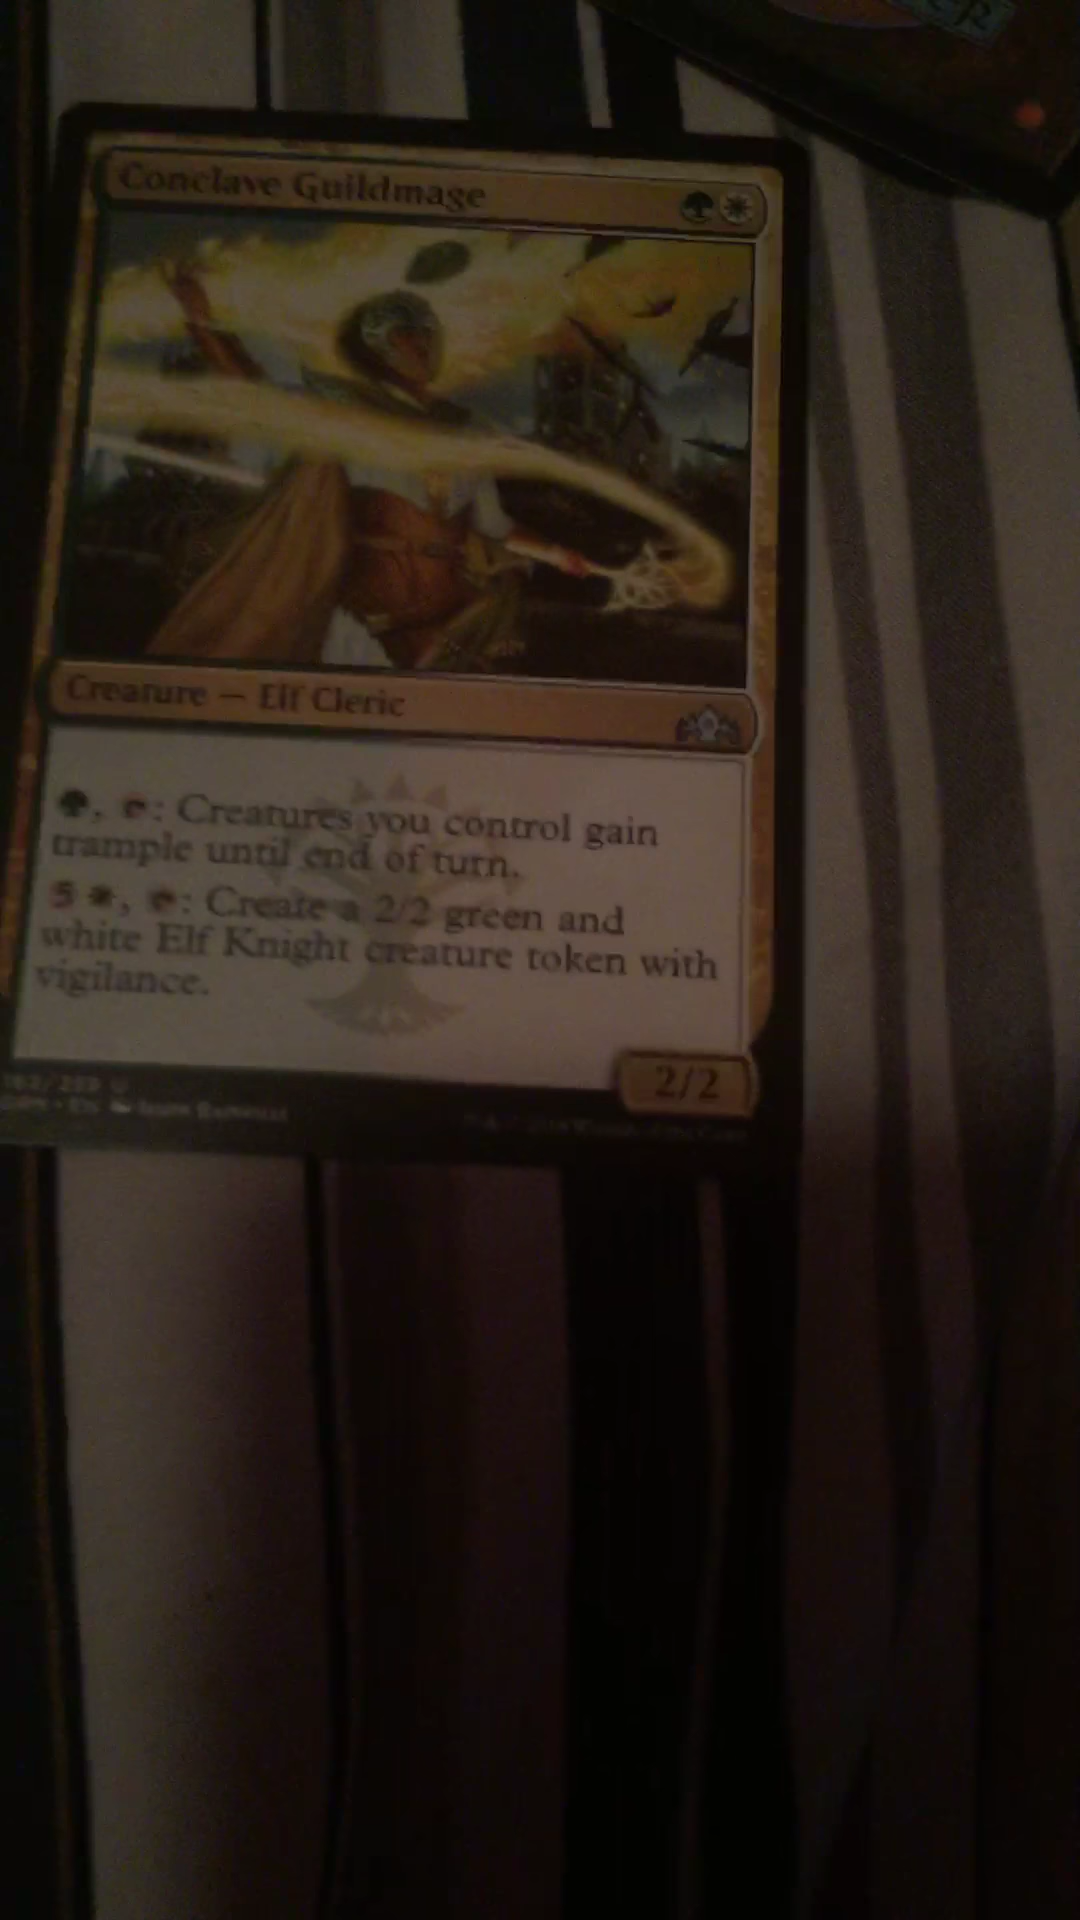 Conclave Guildmage
Creature — Elf Cleric
: Creatures you control gain
trample until end of turn.
5 , : Create a 2/2 green and
white Elf Knight creature token with
vigilance.
2/2